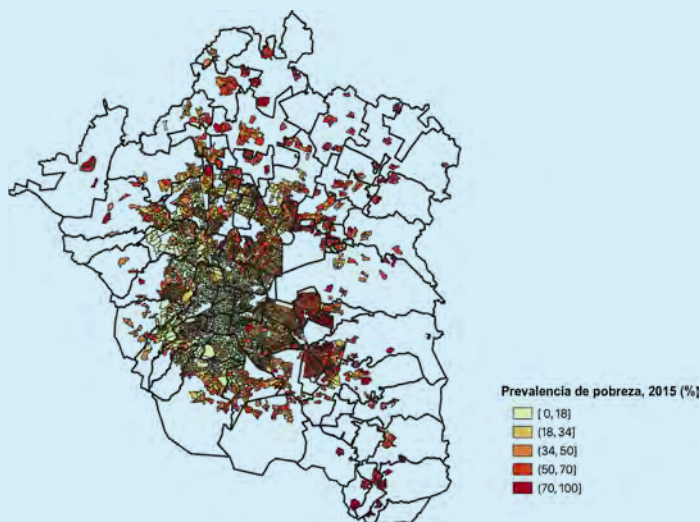 Prevalencia de pobreza, 2015 (%)
[ 0, 18]
(18, 34]
(34, 50]
(50, 70]
(70, 100]